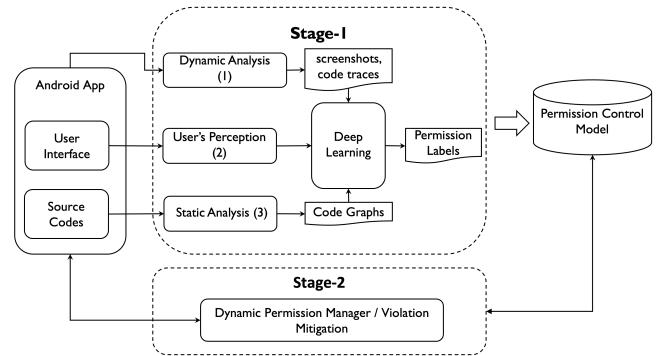 Stage-1
Dynamic Analysis
(1)
screenshots,
code traces
Android App
User
Interface
User's Perception
(2)
Deep
Learning
Permission
Labels
Permission Control
Model
Source
Codes
Static Analysis (3)
Code Graphs
Stage-2
Dynamic Permission Manager / Violation
Mitigation